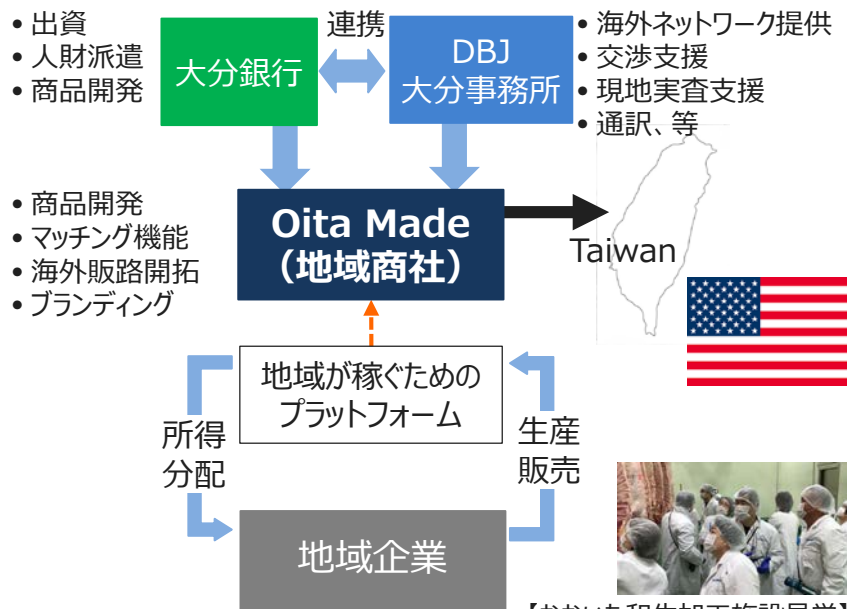 • 出資
• 人財派遣
• 商品開発
大分銀行
連携
DBJ
大分事務所
• 海外ネットワーク提供
• 交渉支援
• 現地実査支援
• 通訳、等
• 商品開発
• マッチング機能
• 海外販路開拓
• ブランディング
Oita Made
（地域商社）
Taiwan
地域が稼ぐための
プラットフォーム
所得
分配
生産
販売
地域企業